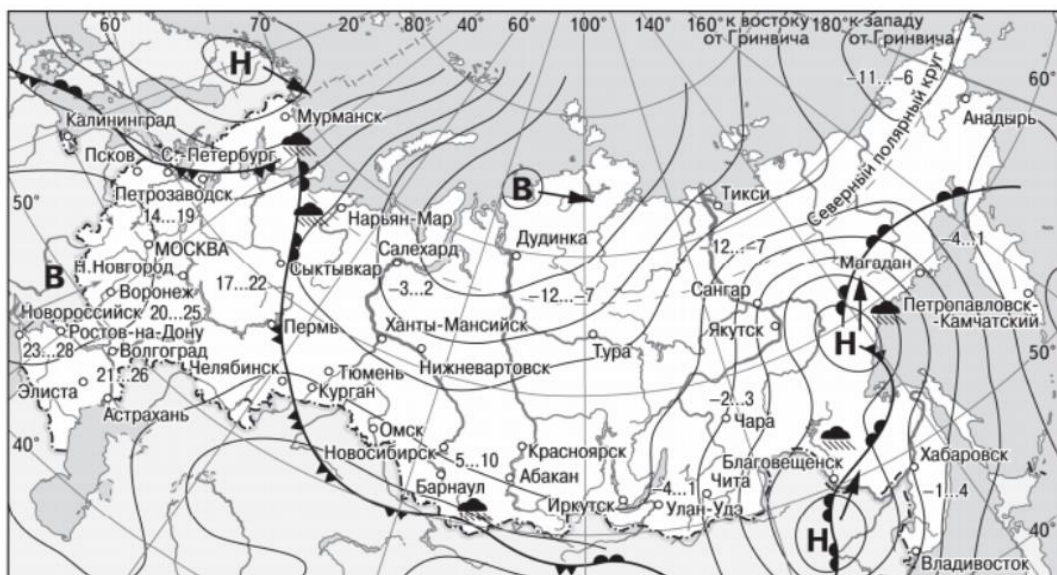 60°
70°
20°
40°
60°
80°
100°
140°
160°
к востоку
от Гринвича
180°
к западу
от Гринвича
60°
Н
-11...-6
Северный полярный круг
Анадырь
Мурманск
Калининград
Псков
С.-Петербург
Петрозаводск
50°
14...19
Нарьян-Мар
В
Тикси
МОСКВА
Салехард
Дудинка
12...-7
-4...1
В
Н.Новгород
17...22
Сыктывкар
Магадан
Воронеж
-3...2
-12...-7
Сангар
Новороссийск
20...25
Петропавловск-
-Камчатский
Ростов-на-Дону
Пермь
Ханты-Мансийск
Якутск
Н
23...28
Волгоград
Тура
50°
21...26
Челябинск
Тюмень
Нижневартовск
Элиста
Курган
-2...3
Астрахань
Чара
40°
Омск
Новосибирск
Красноярск
Хабаровск
5...10
Благовещенск
Барнаул
Абакан
Чита
-1...4
-4...1
Иркутск
Улан-Удэ
Н
40°
Владивосток